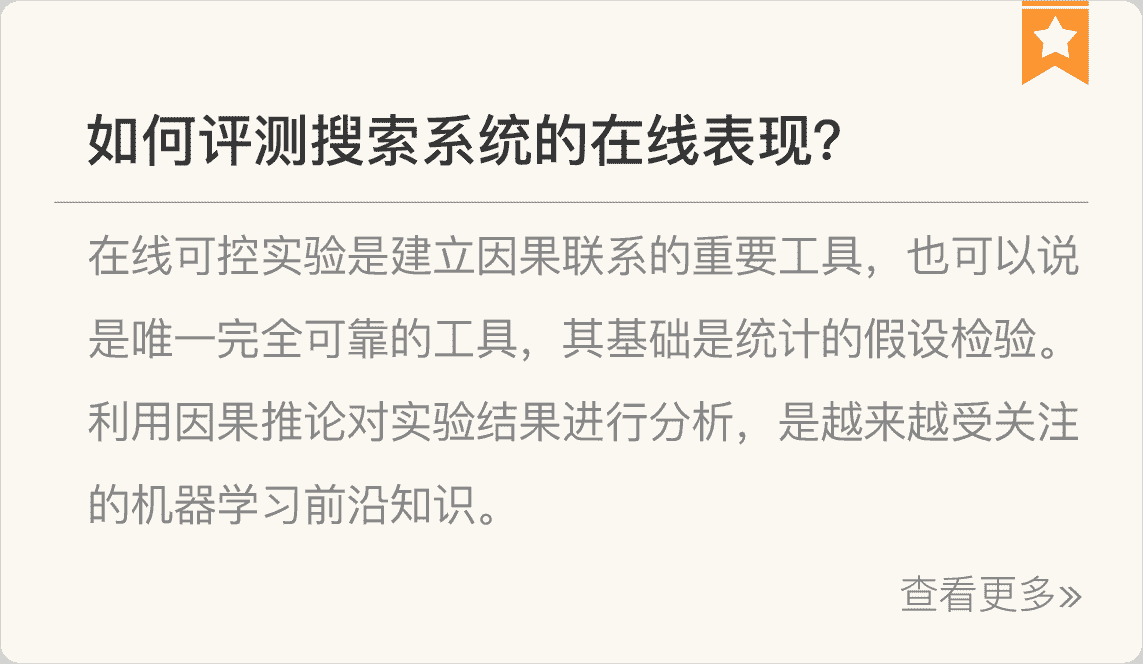 如何评测搜索系统的在线表现?
在线可控实验是建立因果联系的重要工具，也可以说
是唯一完全可靠的工具，其基础是统计的假设检验。
利用因果推论对实验结果进行分析，是越来越受关注
的机器学习前沿知识。
查看更多»